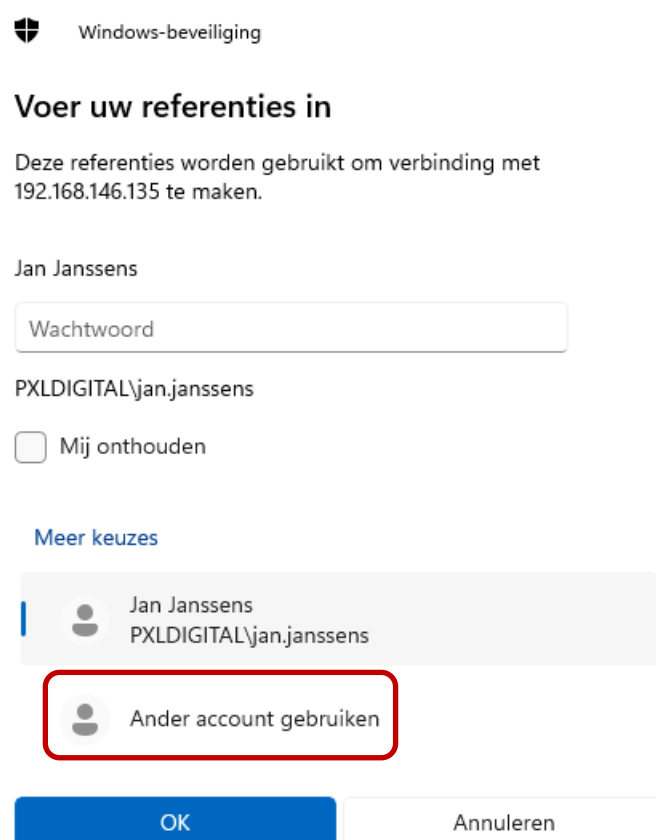 Windows-beveiliging
Voer uw referenties in
Deze referenties worden gebruikt om verbinding met
192.168.146.135 te maken.
Jan Janssens
Wachtwoord
PXLDIGITAL\jan.janssens
Mij onthouden
Meer keuzes
Jan Janssens
PXLDIGITAL\jan.janssens
Ander account gebruiken
OK
Annuleren